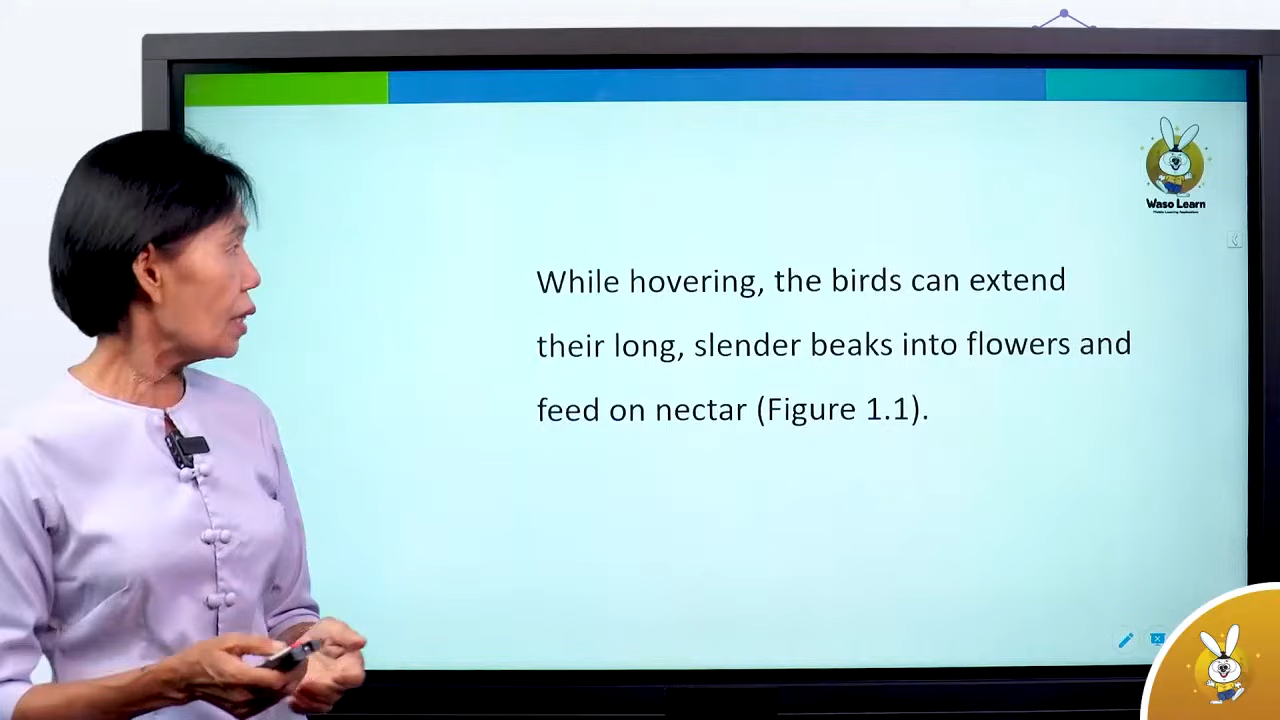 Waso Learn
While hovering, the birds can extend
their long, slender beaks into flowers and
feed on nectar (Figure 1.1).